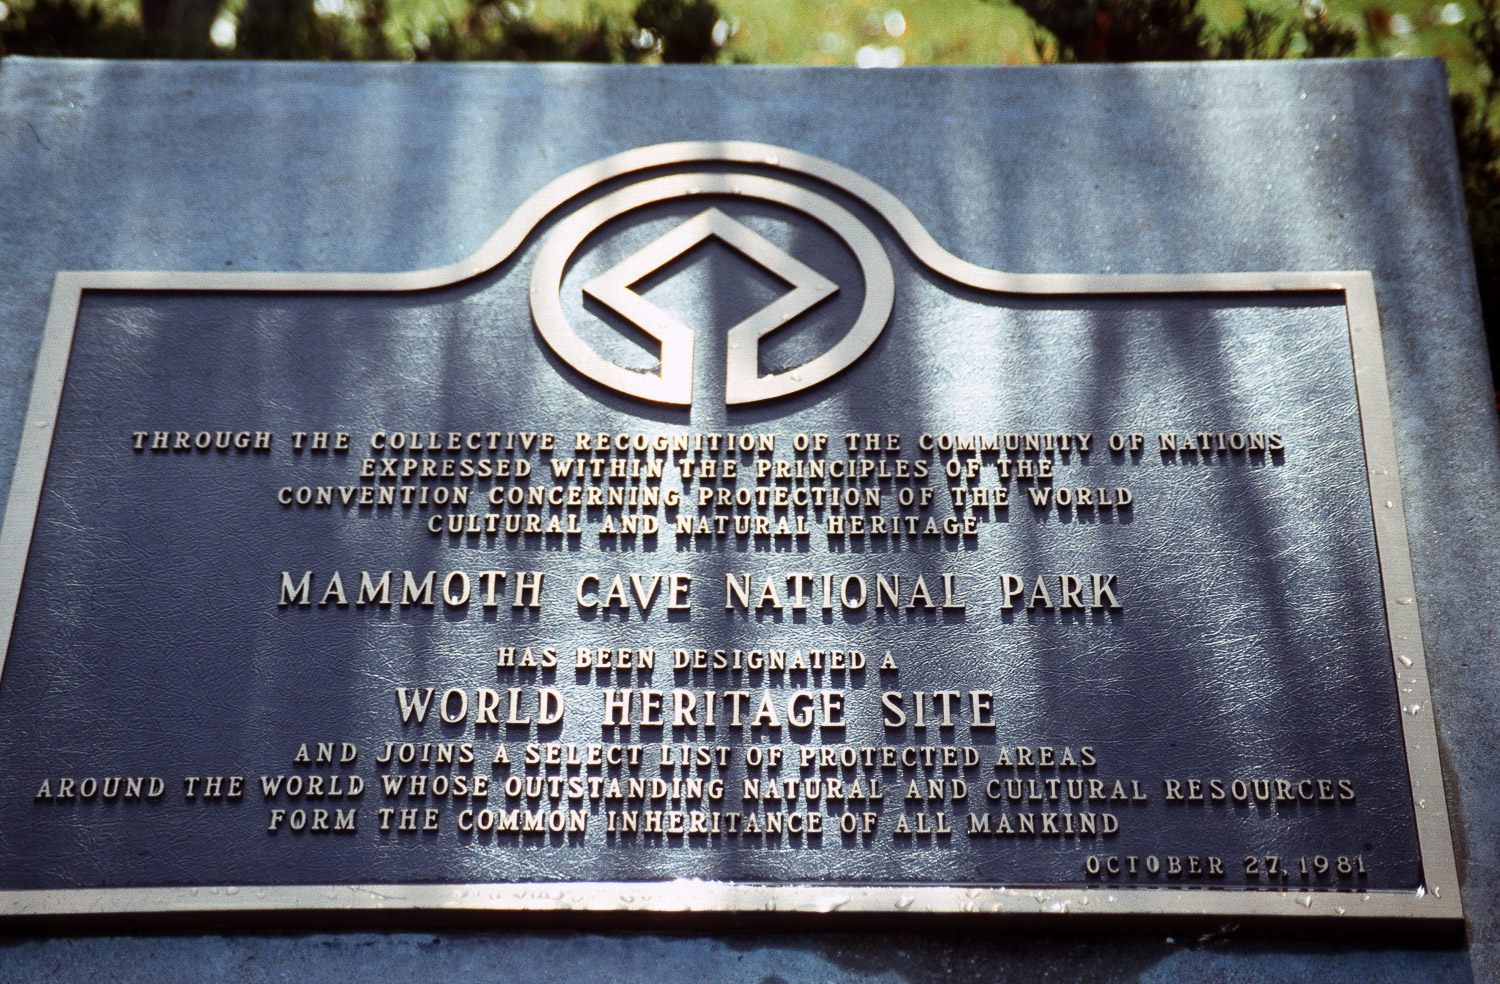 THROUGH THE COLLECTIVE RECOGNITION OF THE COMMUNITY OF NATIONS
EXPRESSED WITHIN THE PRINCIPLES OF THE
CONVENTION CONCERNING PROTECTION OF THE WORLD
CULTURAL AND NATURAL HERITAGE
MAMMOTH CAVE NATIONAL PARK
HAS BEEN DESIGNATED A
WORLD HERITAGE SITE
AND JOINS A SELECT LIST OF PROTECTED AREAS
AROUND THE WORLD WHOSE OUTSTANDING NATURAL AND CULTURAL RESOURCES
FORM THE COMMON INHERITANCE OF ALL MANKIND
OCTOBER 27, 1981